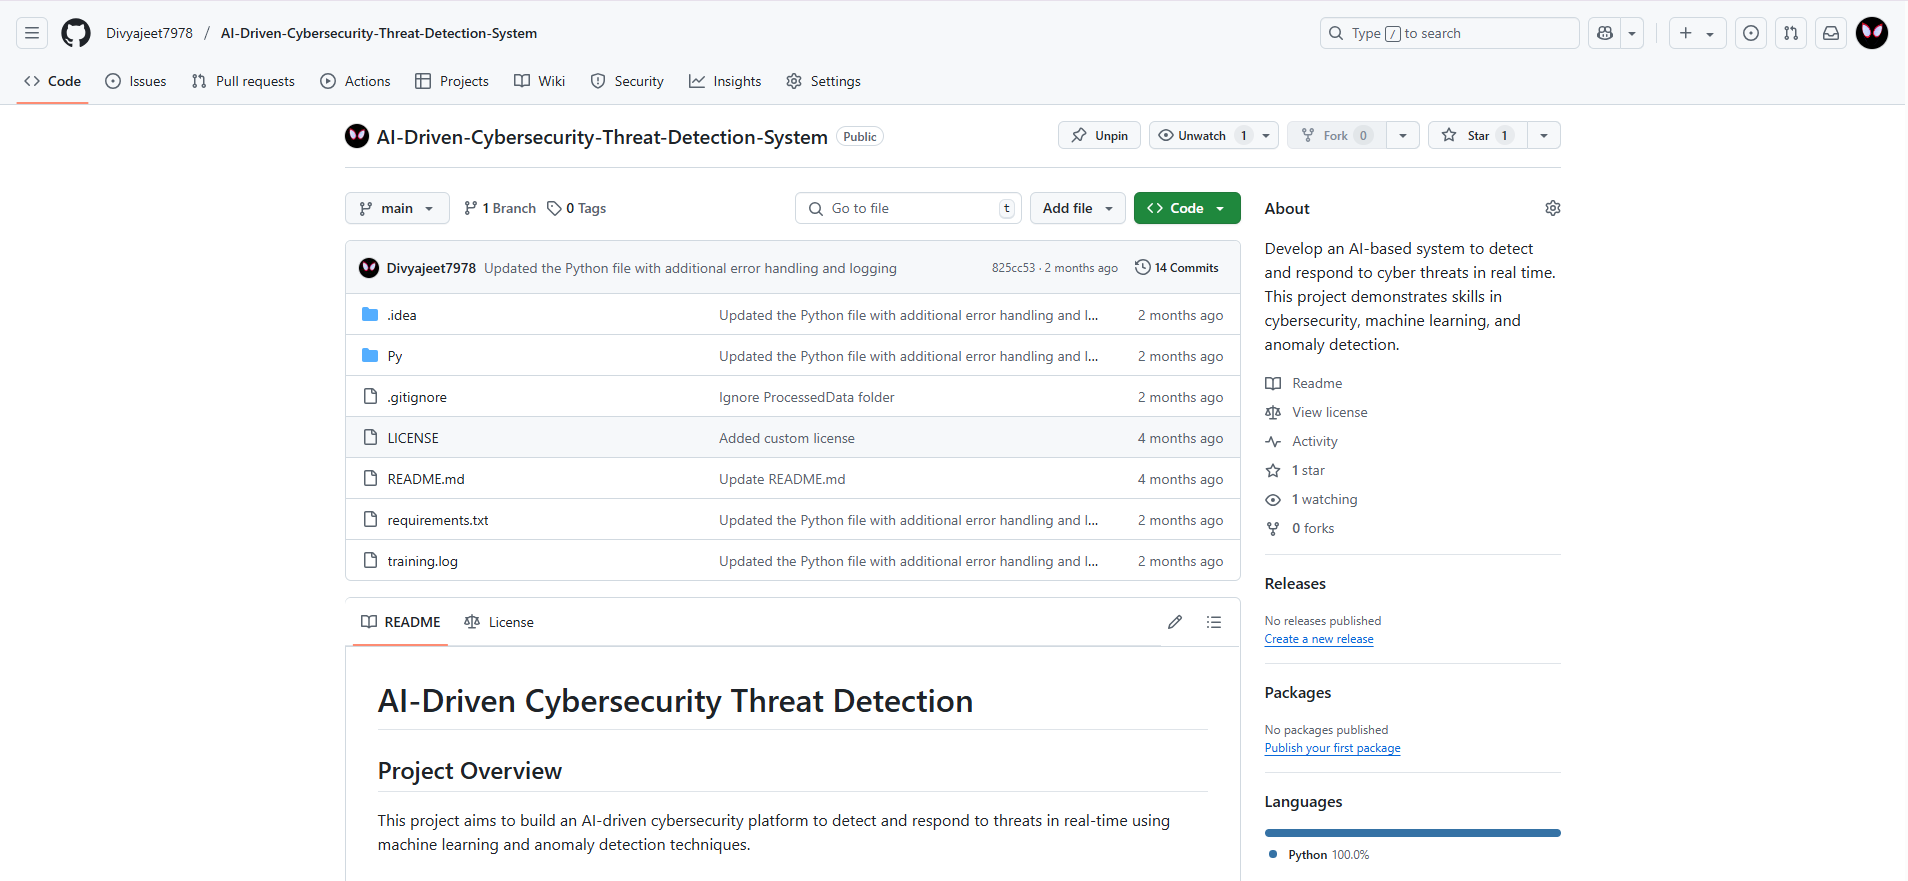 Divyajeet7978 / AI-Driven-Cybersecurity-Threat-Detection-System
Type / to search
Code Issues Pull requests Actions Projects Wiki Security Insights Settings
AI-Driven-Cybersecurity-Threat-Detection-System Public
Unpin Unwatch 1 Fork 0 Star 1
main 1 Branch 0 Tags
Go to file t Add file Code
Divyajeet7978 Updated the Python file with additional error handling and logging 825cc53 · 2 months ago 14 Commits
.idea Updated the Python file with additional error handling and l... 2 months ago
Py Updated the Python file with additional error handling and l... 2 months ago
.gitignore Ignore ProcessedData folder 2 months ago
LICENSE Added custom license 4 months ago
README.md Update README.md 4 months ago
requirements.txt Updated the Python file with additional error handling and l... 2 months ago
training.log Updated the Python file with additional error handling and l... 2 months ago
README License
AI-Driven Cybersecurity Threat Detection
Project Overview
This project aims to build an AI-driven cybersecurity platform to detect and respond to threats in real-time using
machine learning and anomaly detection techniques.
About
Develop an AI-based system to detect
and respond to cyber threats in real time.
This project demonstrates skills in
cybersecurity, machine learning, and
anomaly detection.
Readme
View license
Activity
1 star
1 watching
0 forks
Releases
No releases published
Create a new release
Packages
No packages published
Publish your first package
Languages
Python 100.0%